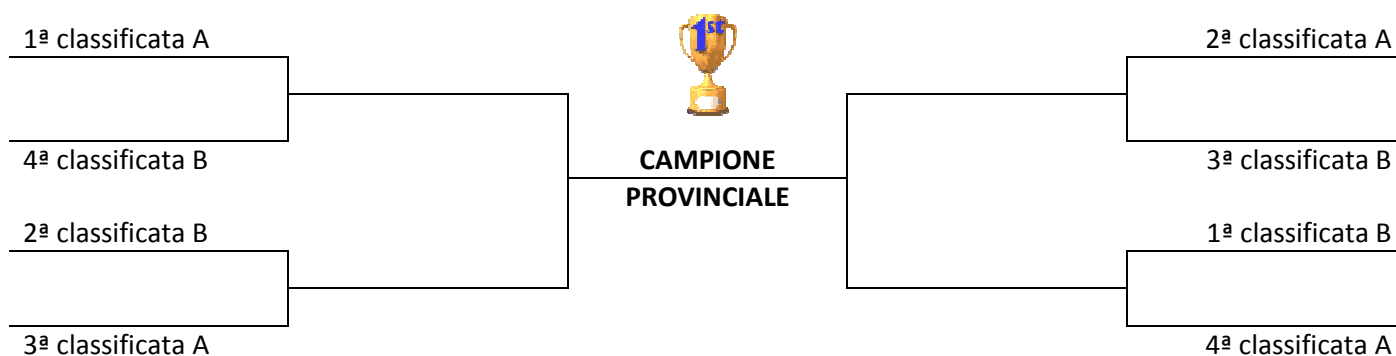 1ª classificata A
4ª classificata B
2ª classificata B
3ª classificata A
1st
CAMPIONE
PROVINCIALE
2ª classificata A
3ª classificata B
1ª classificata B
4ª classificata A